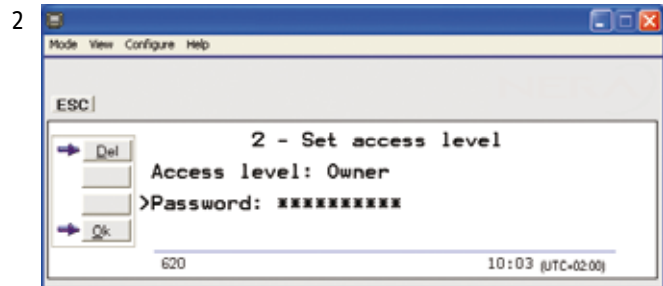 2
Mode View Configure Help
ESC
2 - Set access level
Del
Access level: Owner
>Password: **********
Ok
620 10:03 (UTC+02:00)